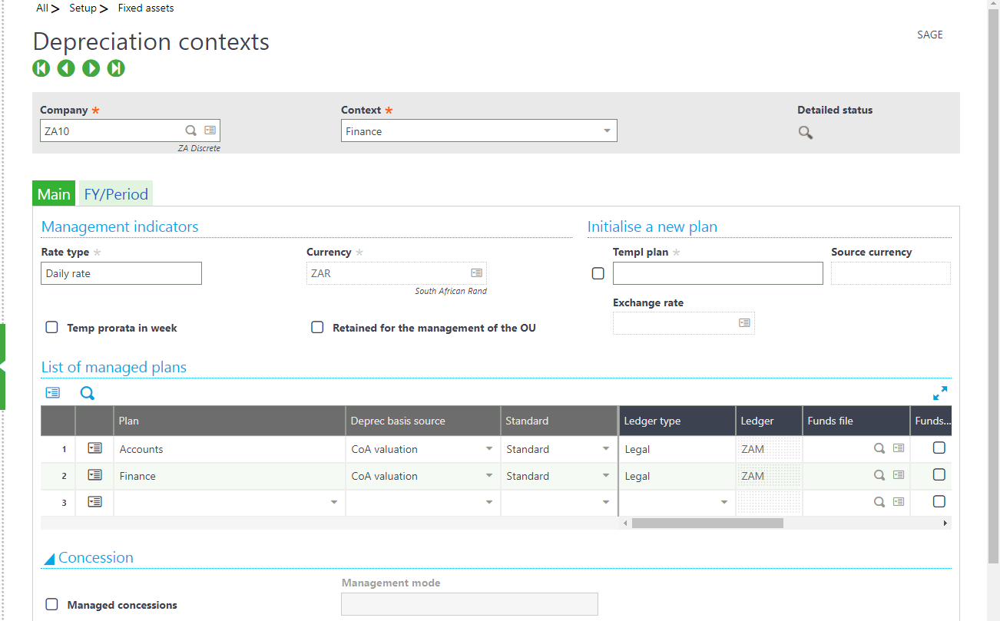 All > Setup > Fixed assets
Depreciation contexts
SAGE
Company *
Context *
Detailed status
ZA10
Finance
ZA Discrete
Main
FY/Period
Management indicators
Initialise a new plan
Rate type *
Currency *
Templ plan *
Source currency
Daily rate
ZAR
South African Rand
Exchange rate
Temp prorata in week
Retained for the management of the OU
List of managed plans
Plan Deprec basis source Standard Ledger type Ledger Funds file Funds...
1 Accounts CoA valuation Standard Legal ZAM
2 Finance CoA valuation Standard Legal ZAM
3
Concession
Management mode
Managed concessions